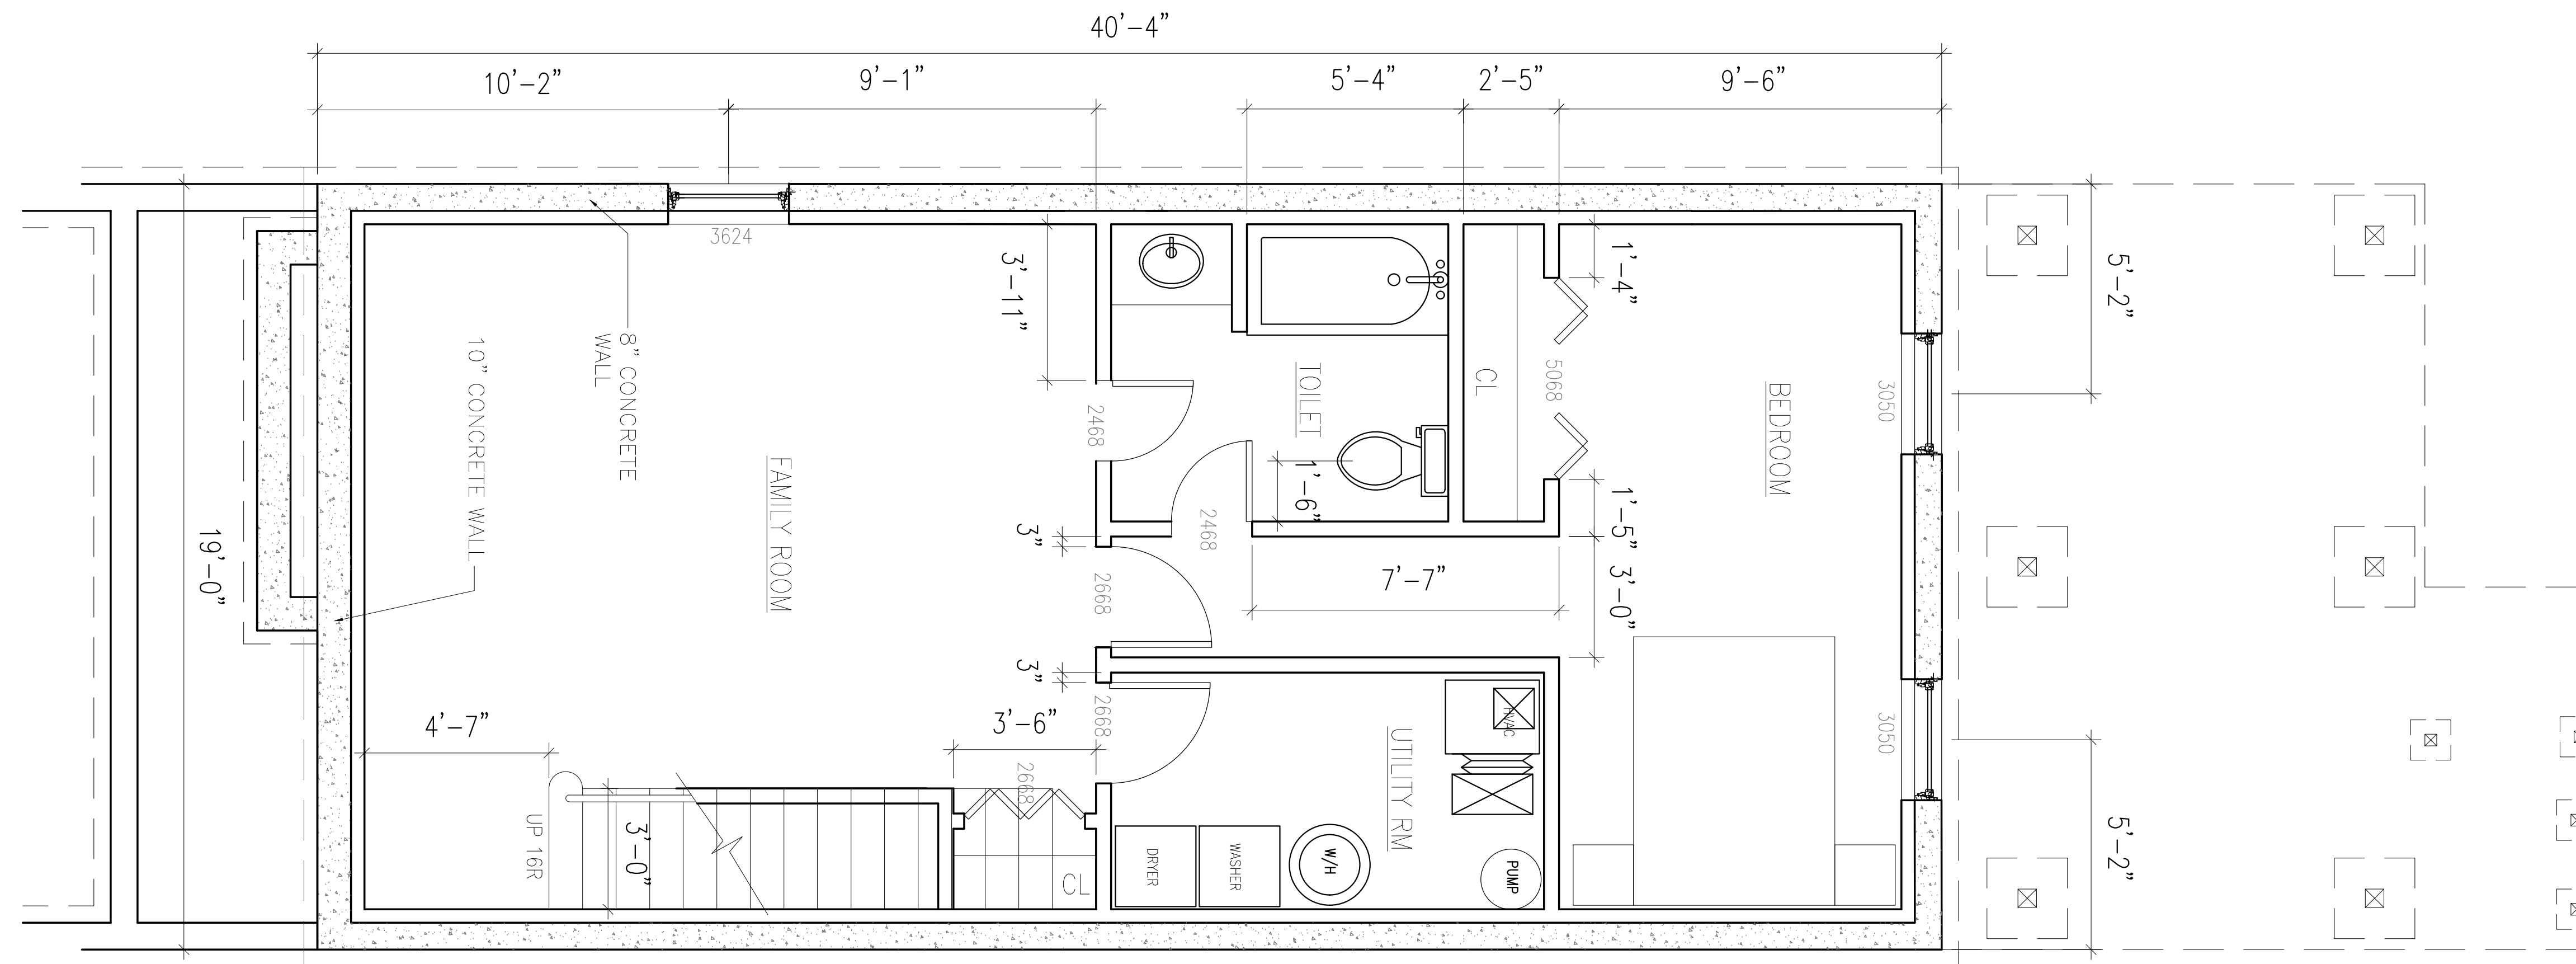 40'-4"
10'-2"
9'-1"
5'-4"
2'-5"
9'-6"
3624
3'-11"
1'-4"
5'-2"
8" CONCRETE
WALL
10" CONCRETE WALL
19'-0"
FAMILY ROOM
2468
TOILET
CL
5068
BEDROOM
3050
1'-6"
2468
3"
1'-5"
2668
7'-7"
3'-0"
3"
2668
4'-7"
3'-6"
2668
HVAC
UTILITY RM
3050
UP 16R
3'-0"
CL
DRYER
WASHER
W/H
PUMP
5'-2"